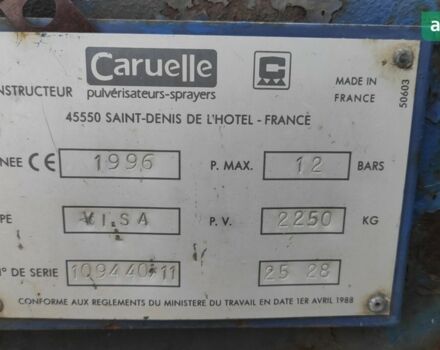 Caruelle
C
NSTRUCTEUR pulvérisateurs-sprayers MADE IN
FRANCE
50603
45550 SAINT-DENIS DE L'HOTEL - FRANCE
NEE CE 1996 P. MAX. 12 BARS
PE VISA P. V. 2250 KG
N° DE SERIE 109440 11 25 28
CONFORME AUX REGLEMENTS DU MINISTERE DU TRAVAIL EN DATE 1ER AVRIL 1988
a